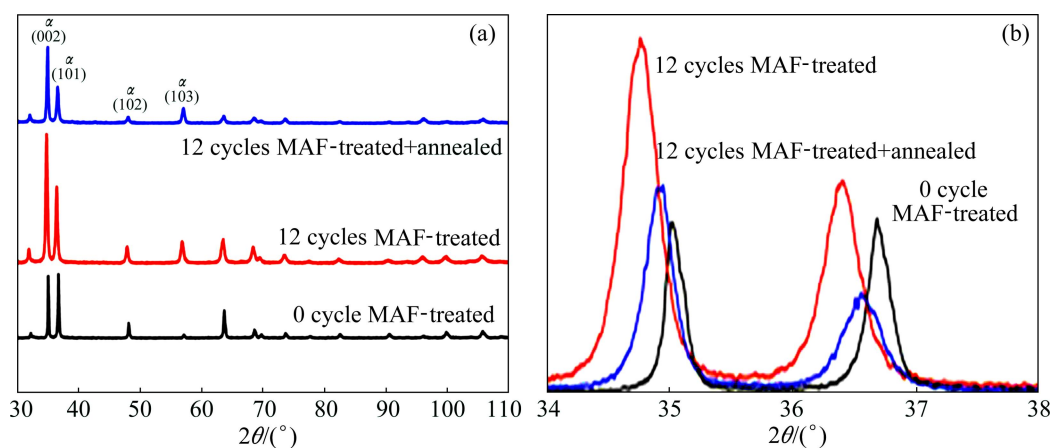 (a)
α
(002)
α
(101)
α
(102)
α
(103)
12 cycles MAF-treated+annealed
12 cycles MAF-treated
0 cycle MAF-treated
30 40 50 60 70 80 90 100 110
2θ/(°)
(b)
12 cycles MAF-treated
12 cycles MAF-treated+annealed
0 cycle
MAF-treated
34 35 36 37 38
2θ/(°)